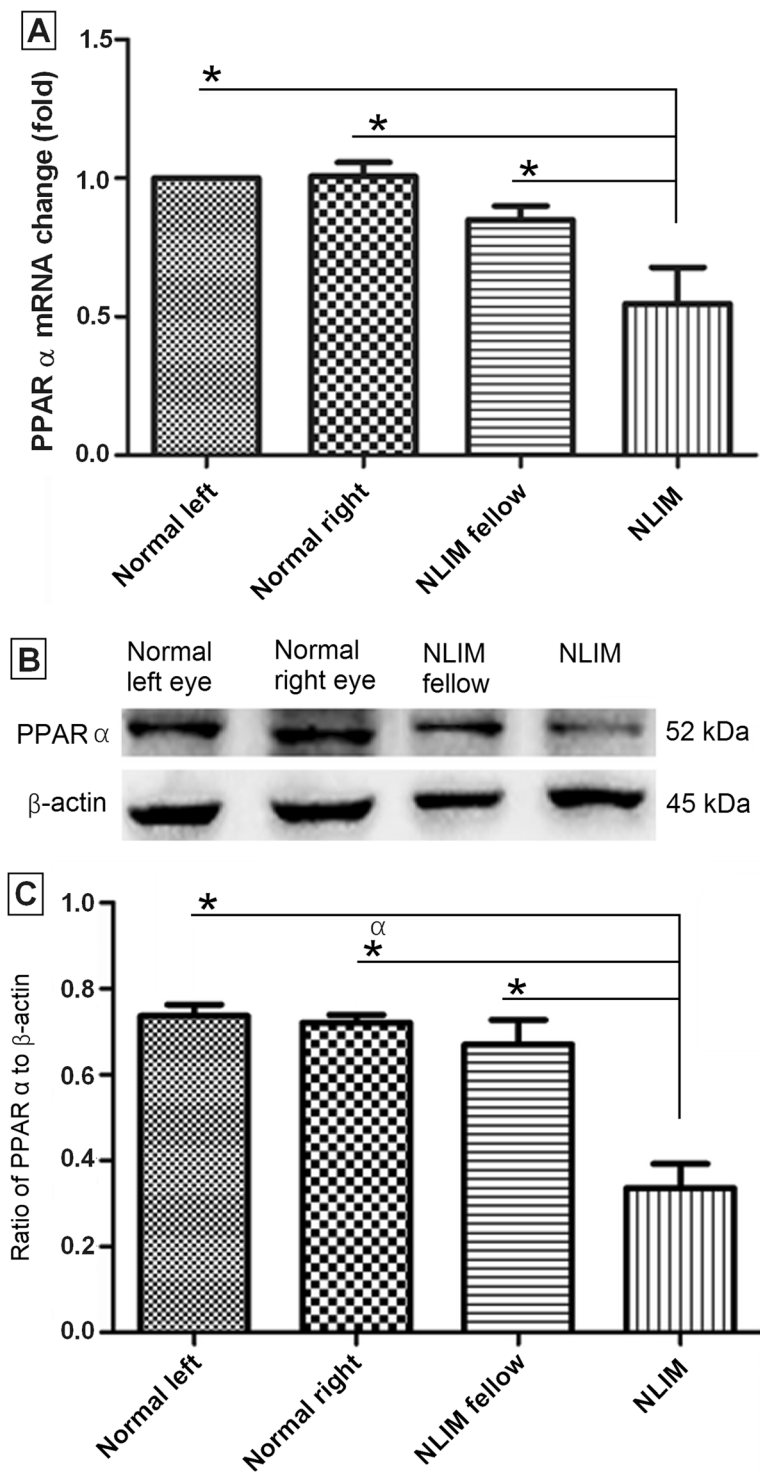 A
PPAR α mRNA change (fold)
1.5
1.0
0.5
0.0
*
*
*
Normal left
Normal right
NLIM fellow
NLIM
B
Normal
left eye
Normal
right eye
NLIM
fellow
NLIM
PPAR α
52 kDa
β-actin
45 kDa
C
Ratio of PPAR α to β-actin
1.0
0.8
0.6
0.4
0.2
0.0
*
α
*
*
Normal left
Normal right
NLIM fellow
NLIM